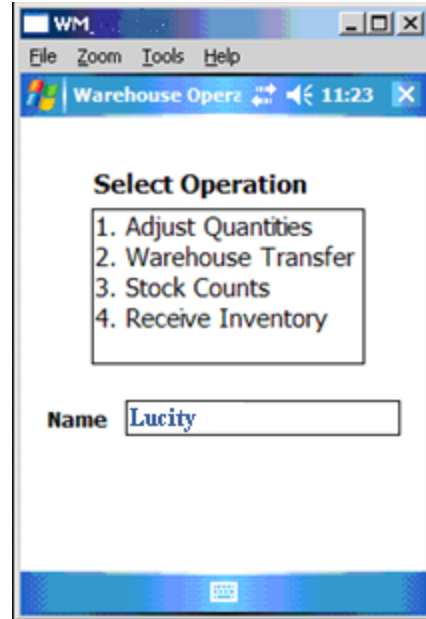 WM_
File Zoom Tools Help
Warehouse Opera 11:23
Select Operation
1. Adjust Quantities
2. Warehouse Transfer
3. Stock Counts
4. Receive Inventory
Name Lucity